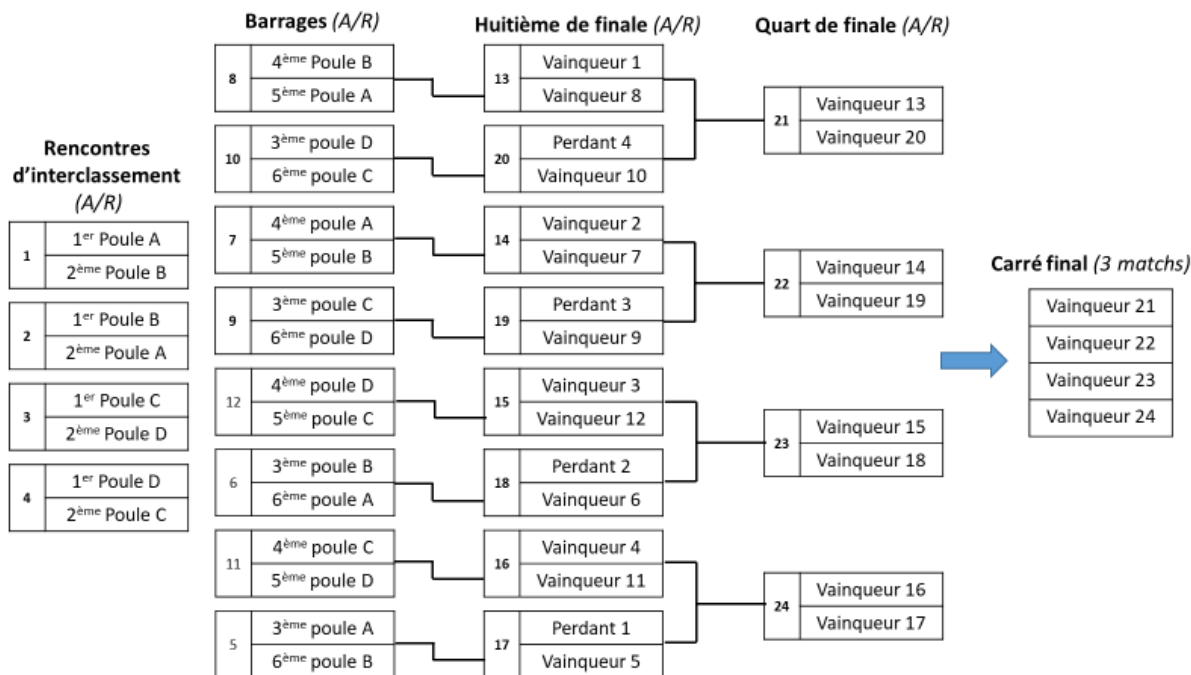 Rencontres
d'interclassement
(A/R)
1
1er Poule A
2ème Poule B
2
1er Poule B
2ème Poule A
3
1er Poule C
2ème Poule D
4
1er Poule D
2ème Poule C
Barrages (A/R)
8
4ème Poule B
5ème Poule A
10
3ème poule D
6ème poule C
7
4ème poule A
5ème poule B
9
3ème poule C
6ème poule D
12
4ème poule D
5ème poule C
6
3ème poule B
6ème poule A
11
4ème poule C
5ème poule D
5
3ème poule A
6ème poule B
Huitième de finale (A/R)
13
Vainqueur 1
Vainqueur 8
20
Perdant 4
Vainqueur 10
14
Vainqueur 2
Vainqueur 7
19
Perdant 3
Vainqueur 9
15
Vainqueur 3
Vainqueur 12
18
Perdant 2
Vainqueur 6
16
Vainqueur 4
Vainqueur 11
17
Perdant 1
Vainqueur 5
Quart de finale (A/R)
21
Vainqueur 13
Vainqueur 20
22
Vainqueur 14
Vainqueur 19
23
Vainqueur 15
Vainqueur 18
24
Vainqueur 16
Vainqueur 17
Carré final (3 matchs)
Vainqueur 21
Vainqueur 22
Vainqueur 23
Vainqueur 24